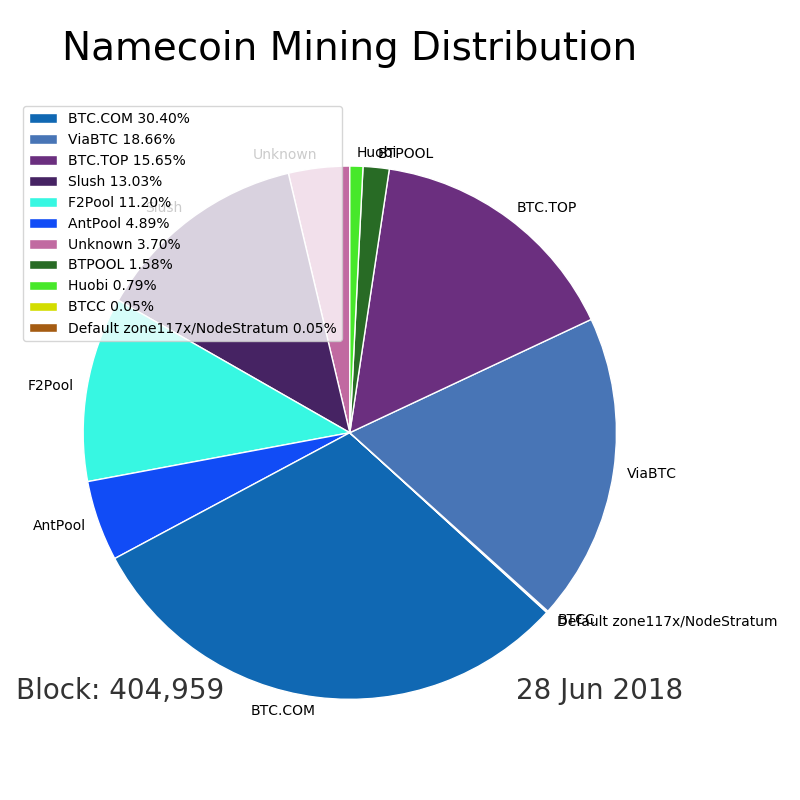 Namecoin Mining Distribution
BTC.COM 30.40%
ViaBTC 18.66%
BTC.TOP 15.65%
Slush 13.03%
F2Pool 11.20%
AntPool 4.89%
Unknown 3.70%
BTPOOL 1.58%
Huobi 0.79%
BTCC 0.05%
Default zone117x/NodeStratum 0.05%
Unknown
Huobi
BTPOOL
Slush
BTC.TOP
F2Pool
ViaBTC
AntPool
BTCC
Default zone117x/NodeStratum
Block: 404,959
28 Jun 2018
BTC.COM